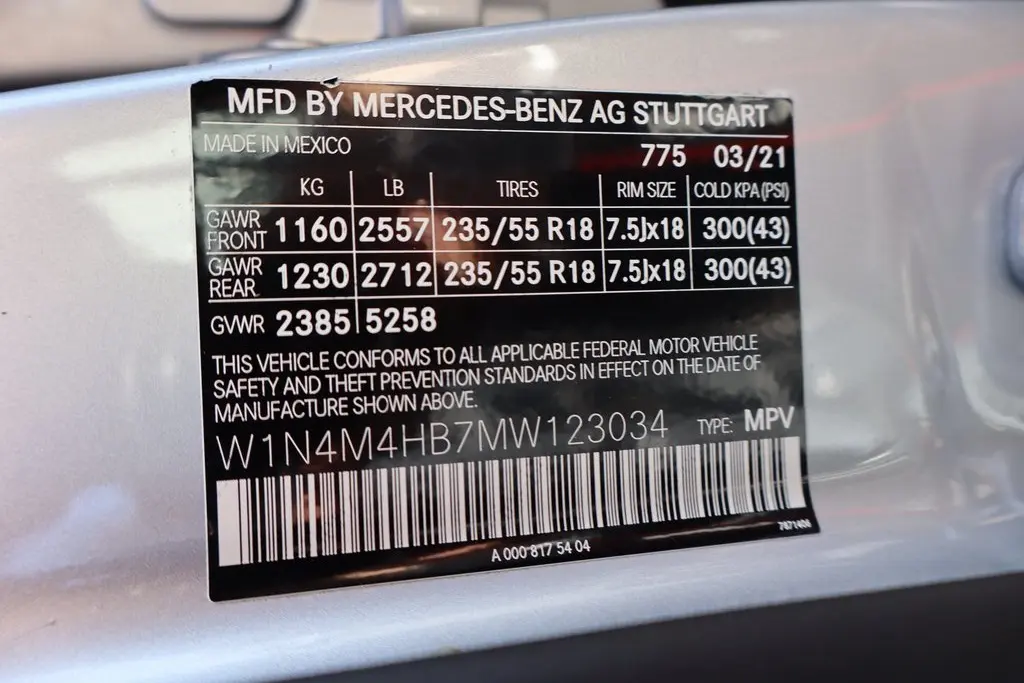 MFD BY MERCEDES-BENZ AG STUTTGART
MADE IN MEXICO 775 03/21
KG LB TIRES RIM SIZE COLD KPA(PSI)
GAWR FRONT 1160 2557 235/55 R18 7.5Jx18 300(43)
GAWR REAR 1230 2712 235/55 R18 7.5Jx18 300(43)
GVWR 2385 5258
THIS VEHICLE CONFORMS TO ALL APPLICABLE FEDERAL MOTOR VEHICLE
SAFETY AND THEFT PREVENTION STANDARDS IN EFFECT ON THE DATE OF
MANUFACTURE SHOWN ABOVE.
W1N4M4HB7MW123034 TYPE: MPV
7871406
A 000 817 54 04